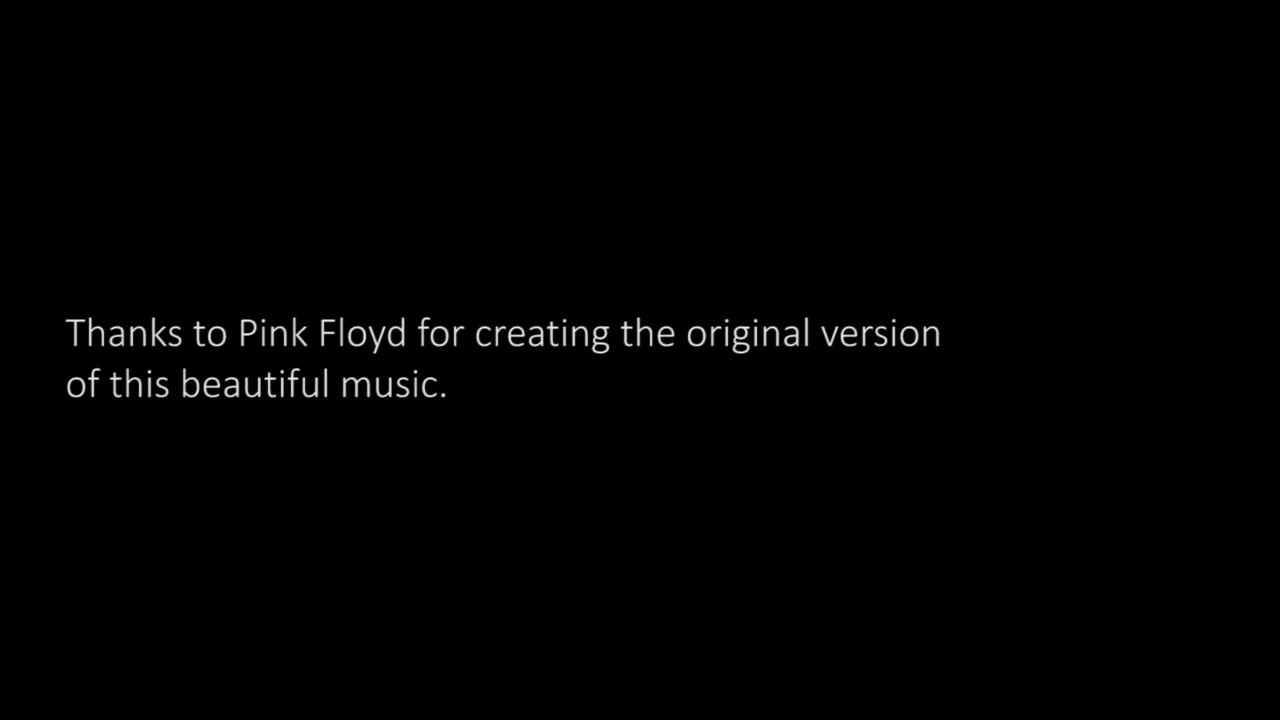 Thanks to Pink Floyd for creating the original version
of this beautiful music.